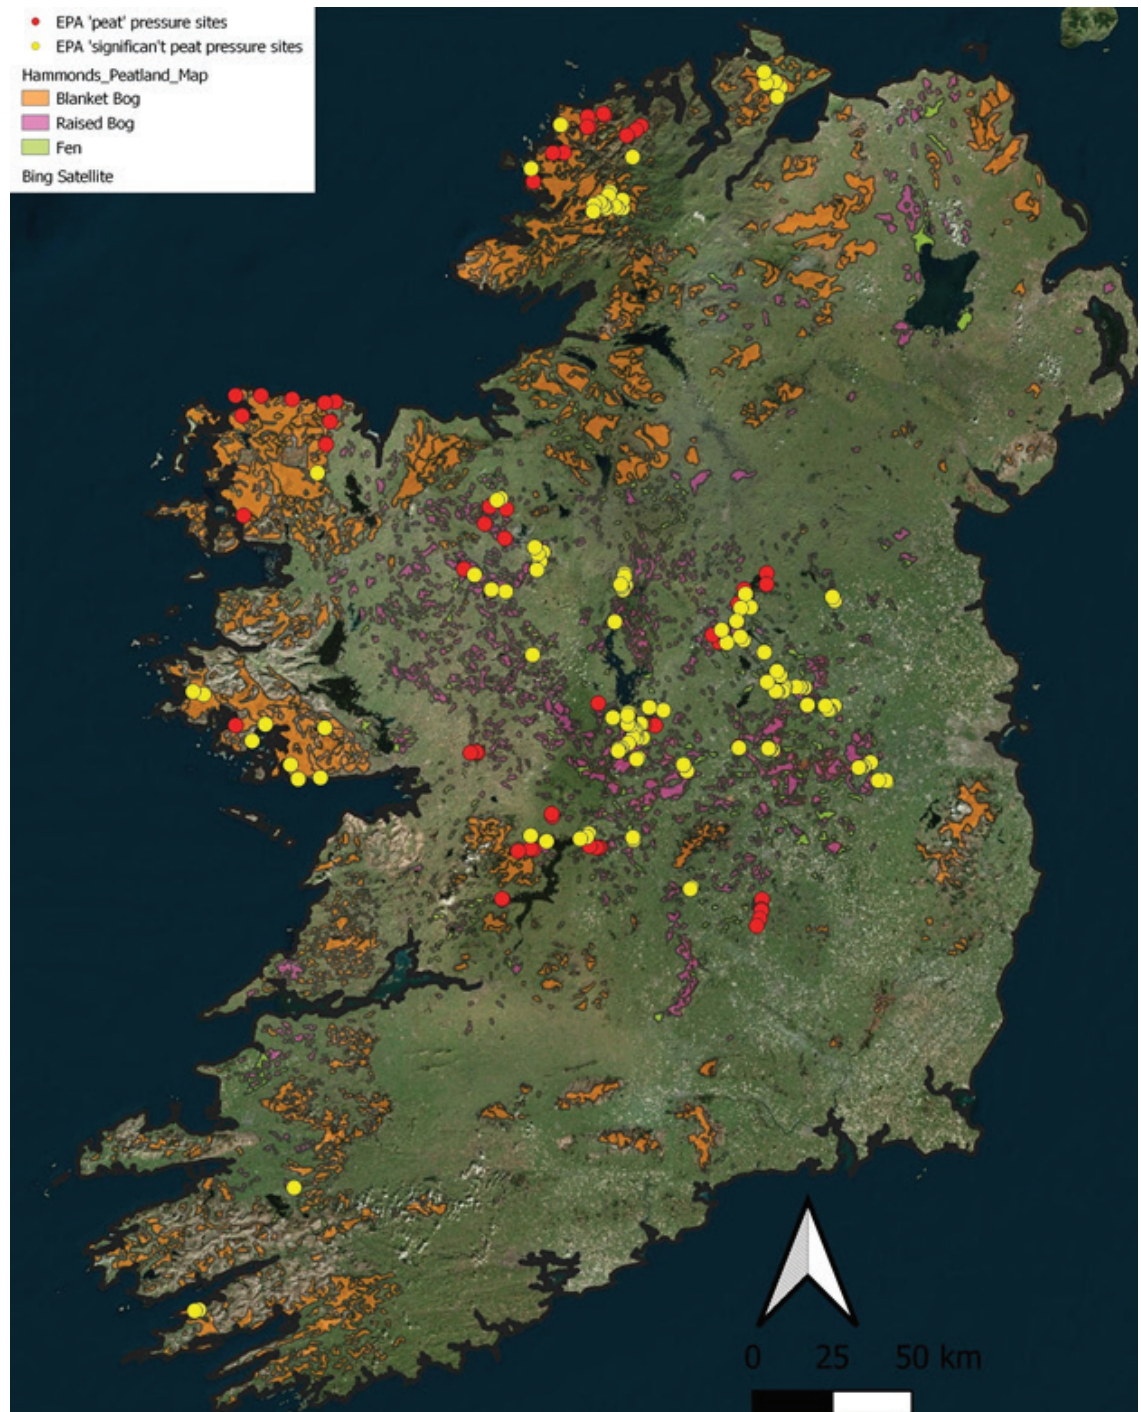 EPA 'peat' pressure sites
EPA 'significan't peat pressure sites
Hammonds_Peatland_Map
Blanket Bog
Raised Bog
Fen
Bing Satellite
0 25 50 km